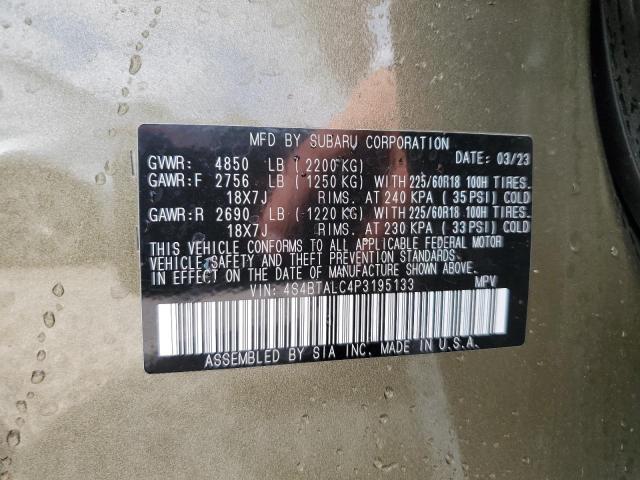 MFD BY SUBARU CORPORATION
GVWR: 4850 LB ( 2200 KG) DATE: 03/23
GAWR:F 2756 LB ( 1250 KG) WITH 225/60R18 100H TIRES.
18X7J RIMS. AT 240 KPA ( 35 PSI) COLD
GAWR:R 2690 LB ( 1220 KG) WITH 225/60R18 100H TIRES.
18X7J RIMS. AT 230 KPA ( 33 PSI) COLD
THIS VEHICLE CONFORMS TO ALL APPLICABLE FEDERAL MOTOR
VEHICLE SAFETY AND THEFT PREVENTION STANDARDS
IN EFFECT ON THE DATE OF MANUFACTURE SHOWN ABOVE.
VIN: 4S4BTALC4P3195133 MPV
ASSEMBLED BY SIA INC. MADE IN U.S.A.